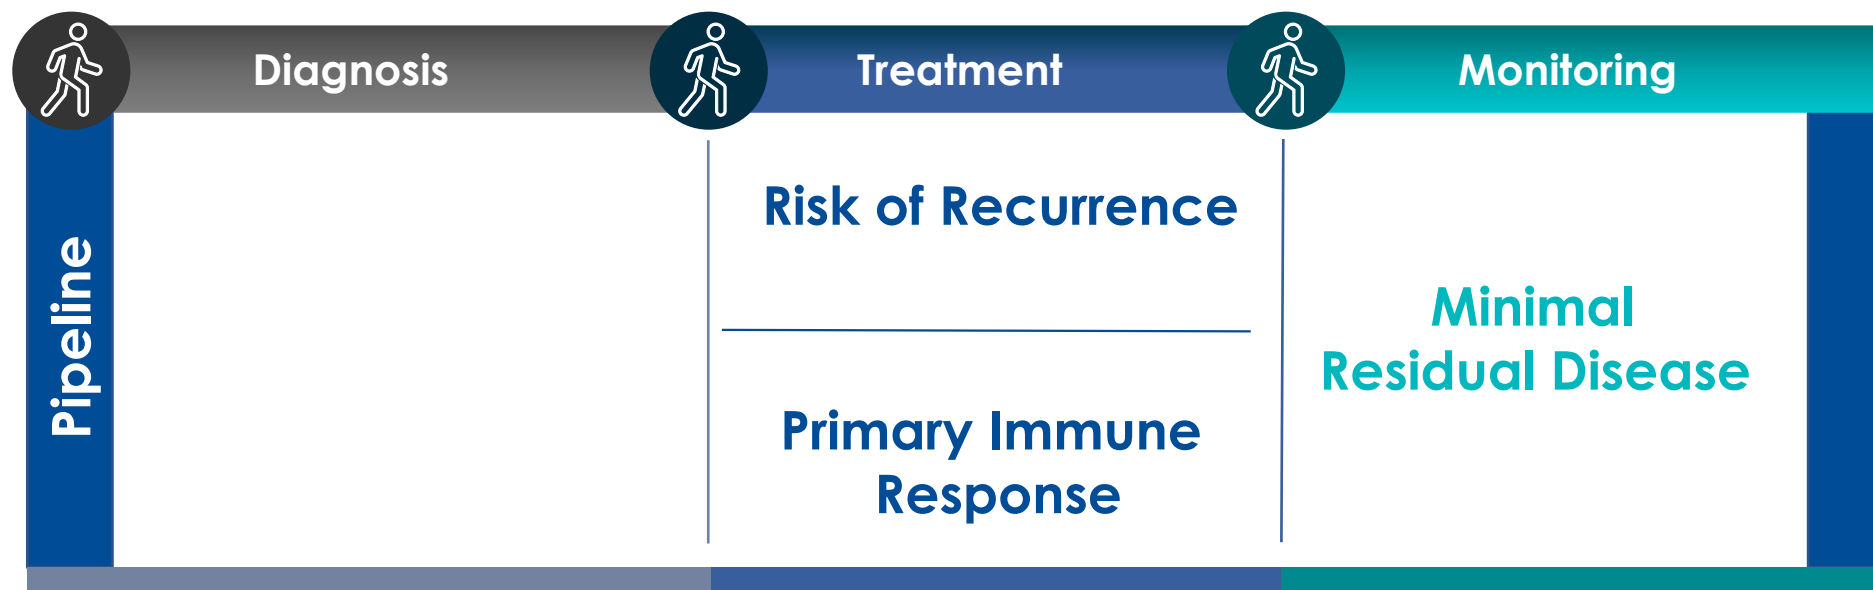 Diagnosis
Treatment
Monitoring
Pipeline
Risk of Recurrence
Primary Immune
Response
Minimal
Residual Disease